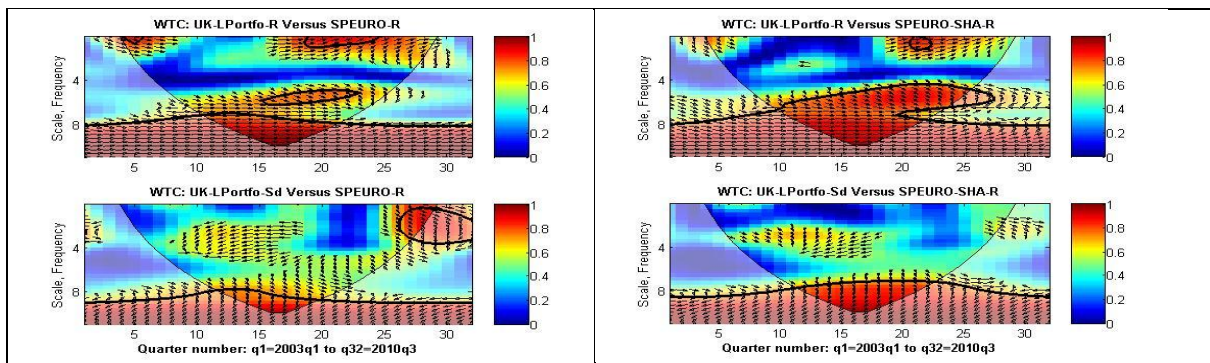 WTC: UK-LPortfo-R Versus SPEURO-R
Scale, Frequency
4
8
5 10 15 20 25 30
1
0.8
0.6
0.4
0.2
0
WTC: UK-LPortfo-R Versus SPEURO-SHA-R
Scale, Frequency
4
8
5 10 15 20 25 30
1
0.8
0.6
0.4
0.2
0
WTC: UK-LPortfo-Sd Versus SPEURO-R
Scale, Frequency
4
8
5 10 15 20 25 30
1
0.8
0.6
0.4
0.2
0
Quarter number: q1=2003q1 to q32=2010q3
WTC: UK-LPortfo-Sd Versus SPEURO-SHA-R
Scale, Frequency
4
8
5 10 15 20 25 30
1
0.8
0.6
0.4
0.2
0
Quarter number: q1=2003q1 to q32=2010q3